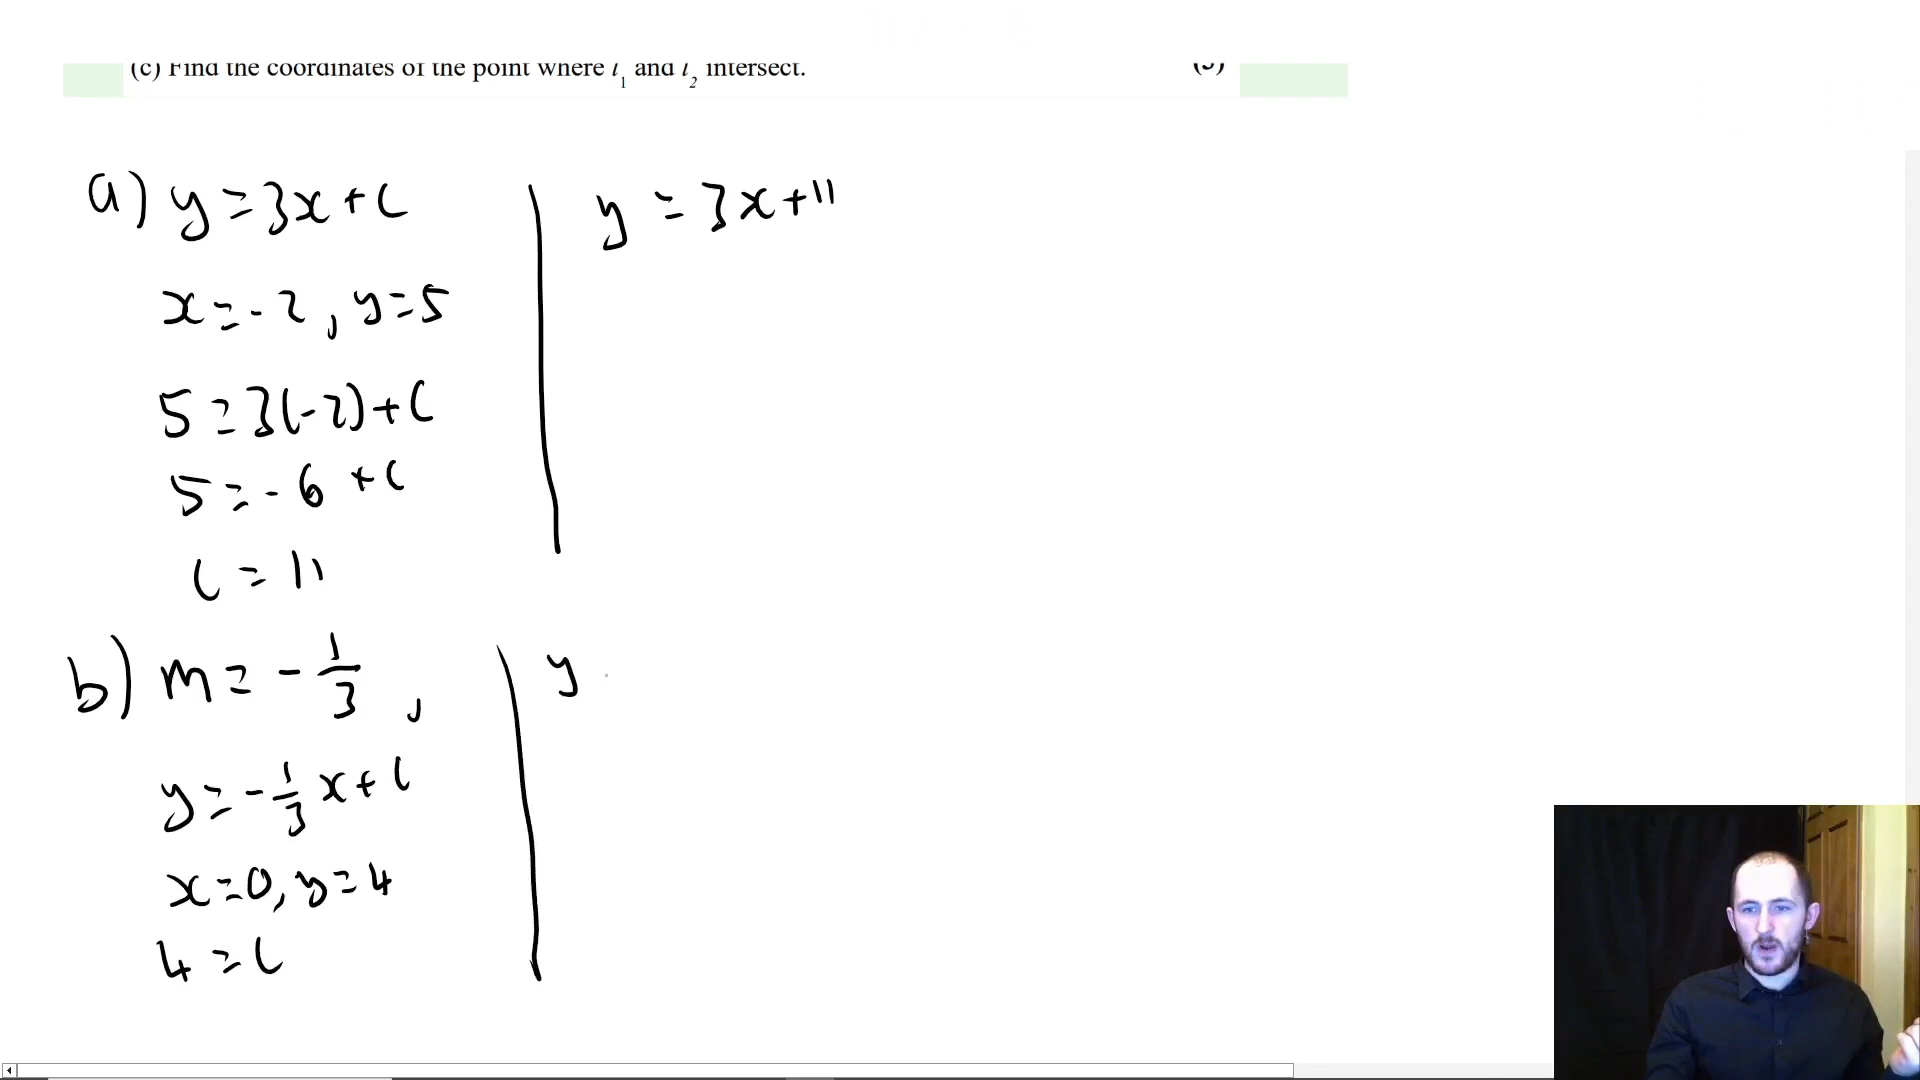 (c) Find the coordinates of the point where l₁ and l₂ intersect.
a) y = 3x + c
x = -2, y = 5
5 = 3(-2) + c
5 = -6 + c
c = 11
y = 3x + 11
b) m = -1/3,
y = -1/3 x + c
x = 0, y = 4
4 = c
y